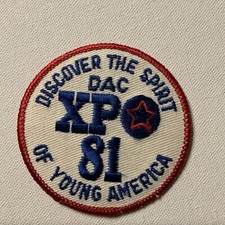 DISCOVER THE SPIRIT
DAC
XPO
81
OF YOUNG AMERICA